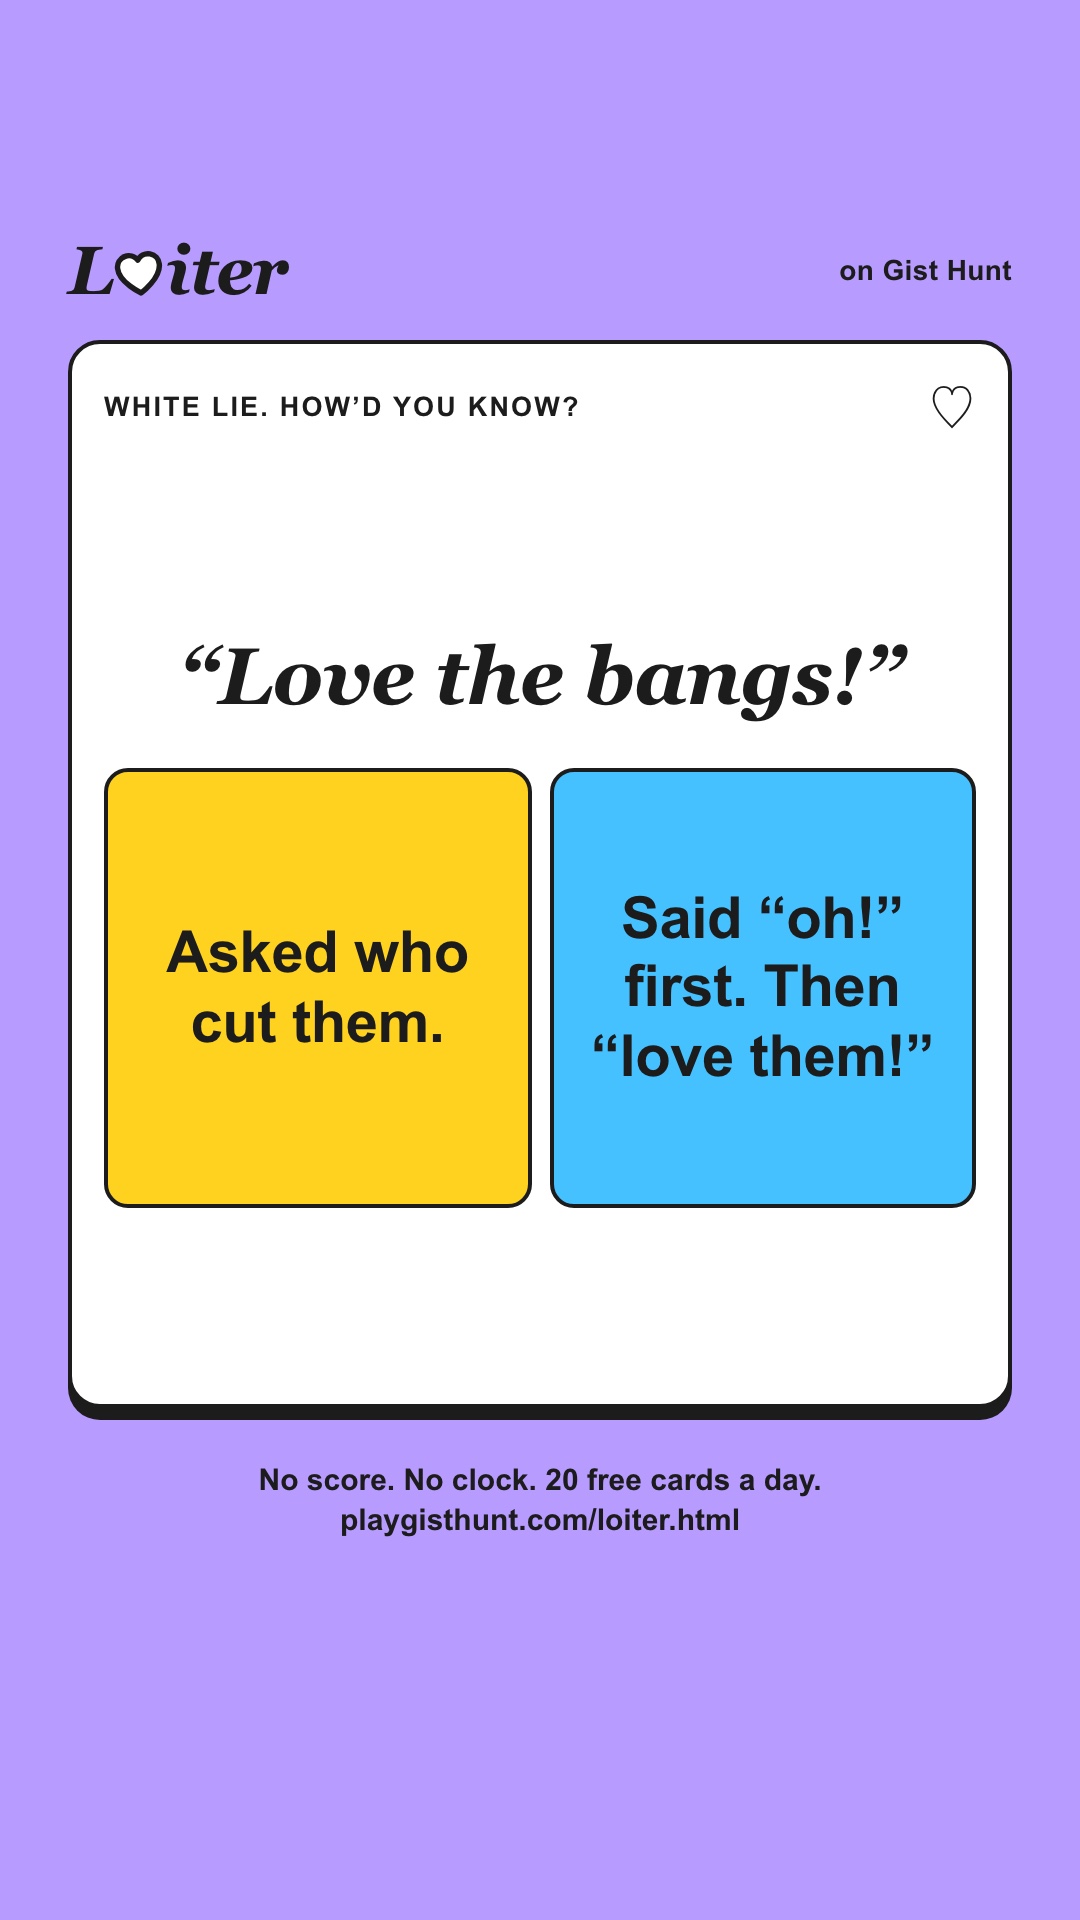 Loiter
on Gist Hunt
WHITE LIE. HOW’D YOU KNOW?
“Love the bangs!”
Asked who
cut them.
Said “oh!”
first. Then
“love them!”
No score. No clock. 20 free cards a day.
playgisthunt.com/loiter.html